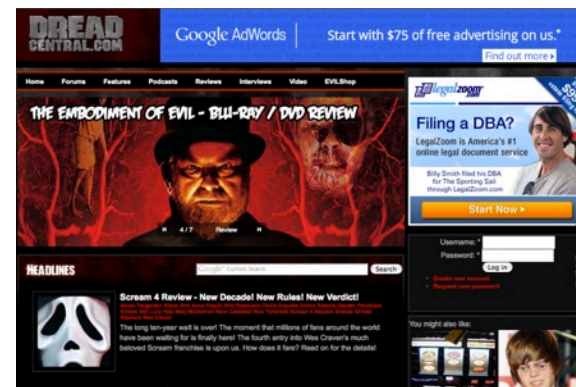 DREAD
CENTRAL.COM
Google AdWords
Start with $75 of free advertising on us.*
Find out more
Home Forums Features Podcasts Reviews Interviews Video EVILShop
THE EMBODIMENT OF EVIL - BLU-RAY / DVD REVIEW
4 / 7 Review
legalzoom
.com
Filing a DBA?
LegalZoom is America's #1
online legal document service
Billy Smith filed his DBA
for The Sporting Sail
through LegalZoom.com
Start Now
Username: *
Password: *
Log in
Create new account
Request new password
HEADLINES
Google Custom Search
Search
Scream 4 Review - New Decade! New Rules! New Verdict!
The long ten-year wait is over! The moment that millions of fans around the world
have been waiting for is finally here! The fourth entry into Wes Craven's much
beloved Scream franchise is upon us. How does it fare? Read on for the details!
You might also like: